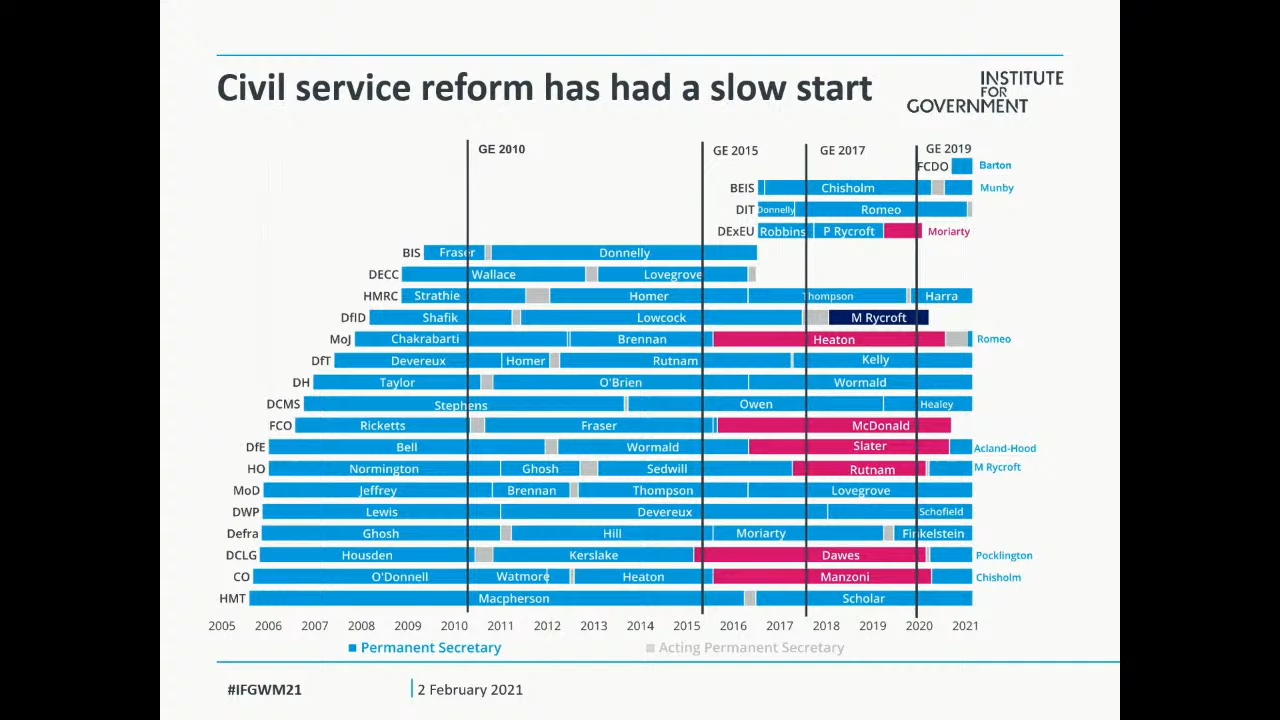 Civil service reform has had a slow start
INSTITUTE
FOR
GOVERNMENT
GE 2010
GE 2015
GE 2017
GE 2019
FCDO Barton
BEIS Chisholm Munby
DIT Donnelly Romeo
DExEU Robbins P Rycroft Moriarty
BIS Fraser Donnelly
DECC Wallace Lovegrove
HMRC Strathie Homer Thompson Harra
DfID Shafik Lowcock M Rycroft
MoJ Chakrabarti Brennan Heaton Romeo
DfT Devereux Homer Rutnam Kelly
DH Taylor O'Brien Wormald
DCMS Stephens Owen Healey
FCO Ricketts Fraser McDonald
DfE Bell Wormald Slater Acland-Hood
HO Normington Ghosh Sedwill Rutnam M Rycroft
MoD Jeffrey Brennan Thompson Lovegrove
DWP Lewis Devereux Schofield
Defra Ghosh Hill Moriarty Finkelstein
DCLG Housden Kerslake Dawes Pocklington
CO O'Donnell Watmore Heaton Manzoni Chisholm
HMT Macpherson Scholar
2005 2006 2007 2008 2009 2010 2011 2012 2013 2014 2015 2016 2017 2018 2019 2020 2021
Permanent Secretary
Acting Permanent Secretary
#IFGWM21
2 February 2021